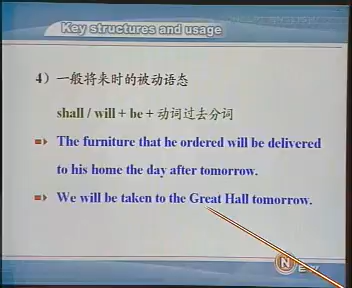 Key structures and usage
4）一般将来时的被动语态
shall / will + be + 动词过去分词
The furniture that he ordered will be delivered
to his home the day after tomorrow.
We will be taken to the Great Hall tomorrow.
N